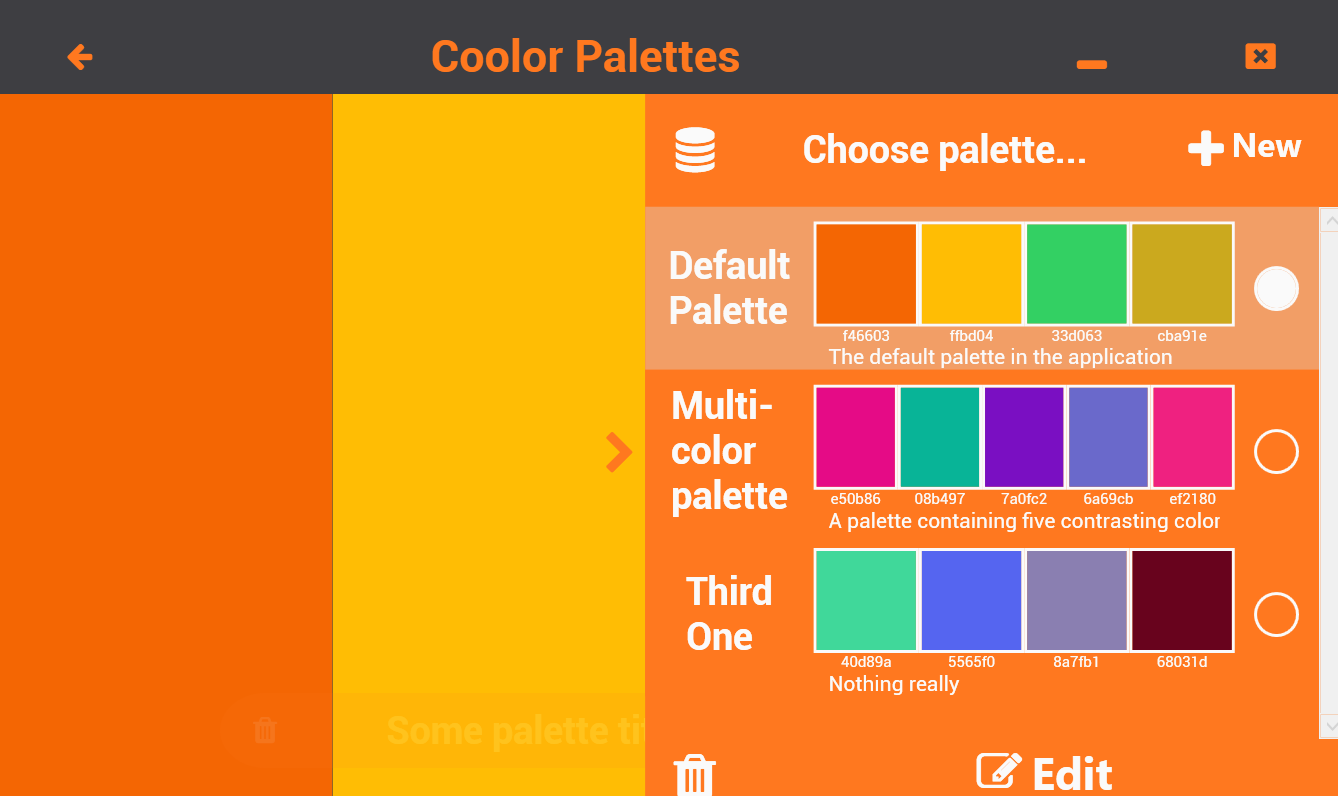 Coolor Palettes
Choose palette...
New
Default
Palette
f46603 ffbd04 33d063 cba91e
The default palette in the application
Multi-
color
palette
e50b86 08b497 7a0fc2 6a69cb ef2180
A palette containing five contrasting color
Third
One
40d89a 5565f0 8a7fb1 68031d
Nothing really
Some palette tit
Edit